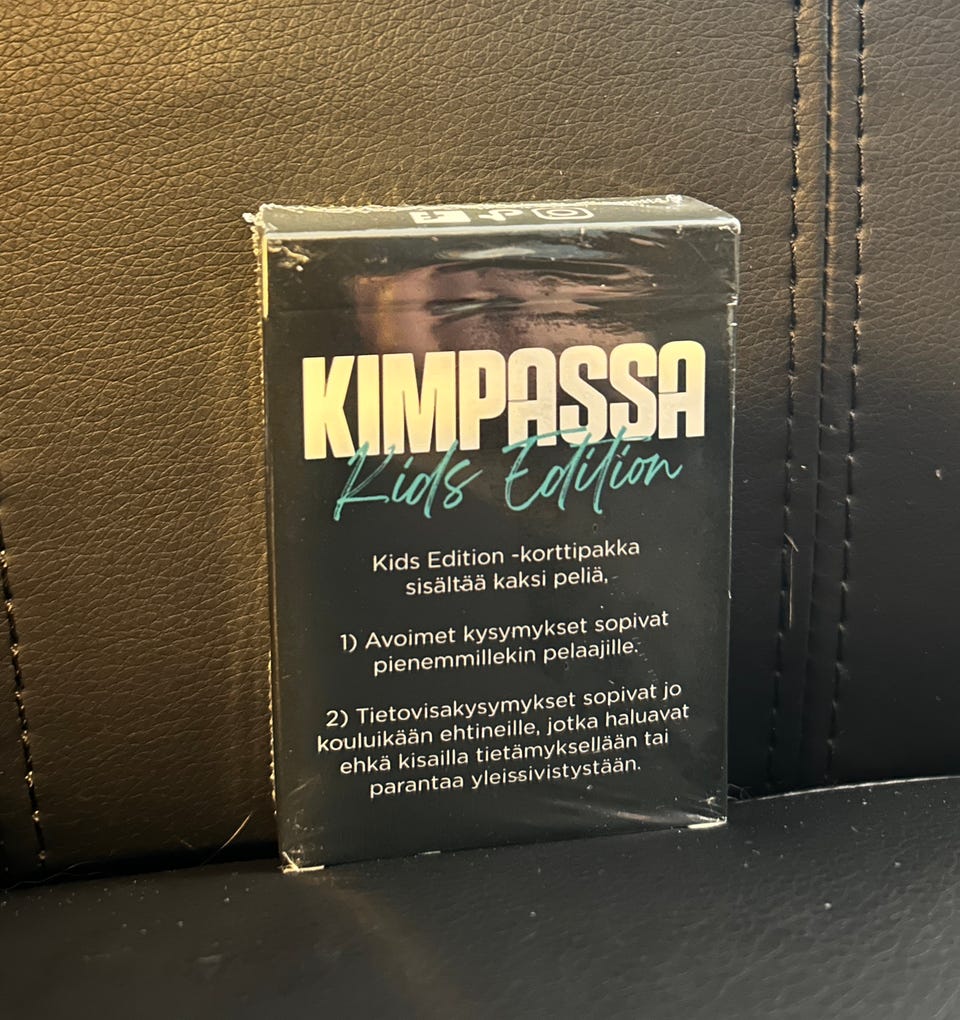 KIMPASSA
Kids Edition
Kids Edition -korttipakka
sisältää kaksi peliä,
1) Avoimet kysymykset sopivat
pienemmillekin pelaajille.
2) Tietovisakysymykset sopivat jo
kouluikään ehtineille, jotka haluavat
ehkä kisailla tietämyksellään tai
parantaa yleissivistystään.